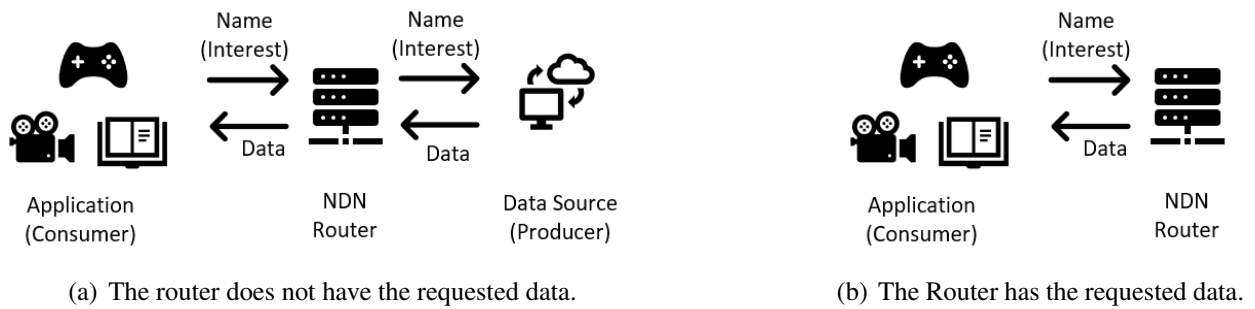 Name
(Interest)
Name
(Interest)
Data
Data
Application
(Consumer)
NDN
Router
Data Source
(Producer)
(a) The router does not have the requested data.
Name
(Interest)
Data
Application
(Consumer)
NDN
Router
(b) The Router has the requested data.